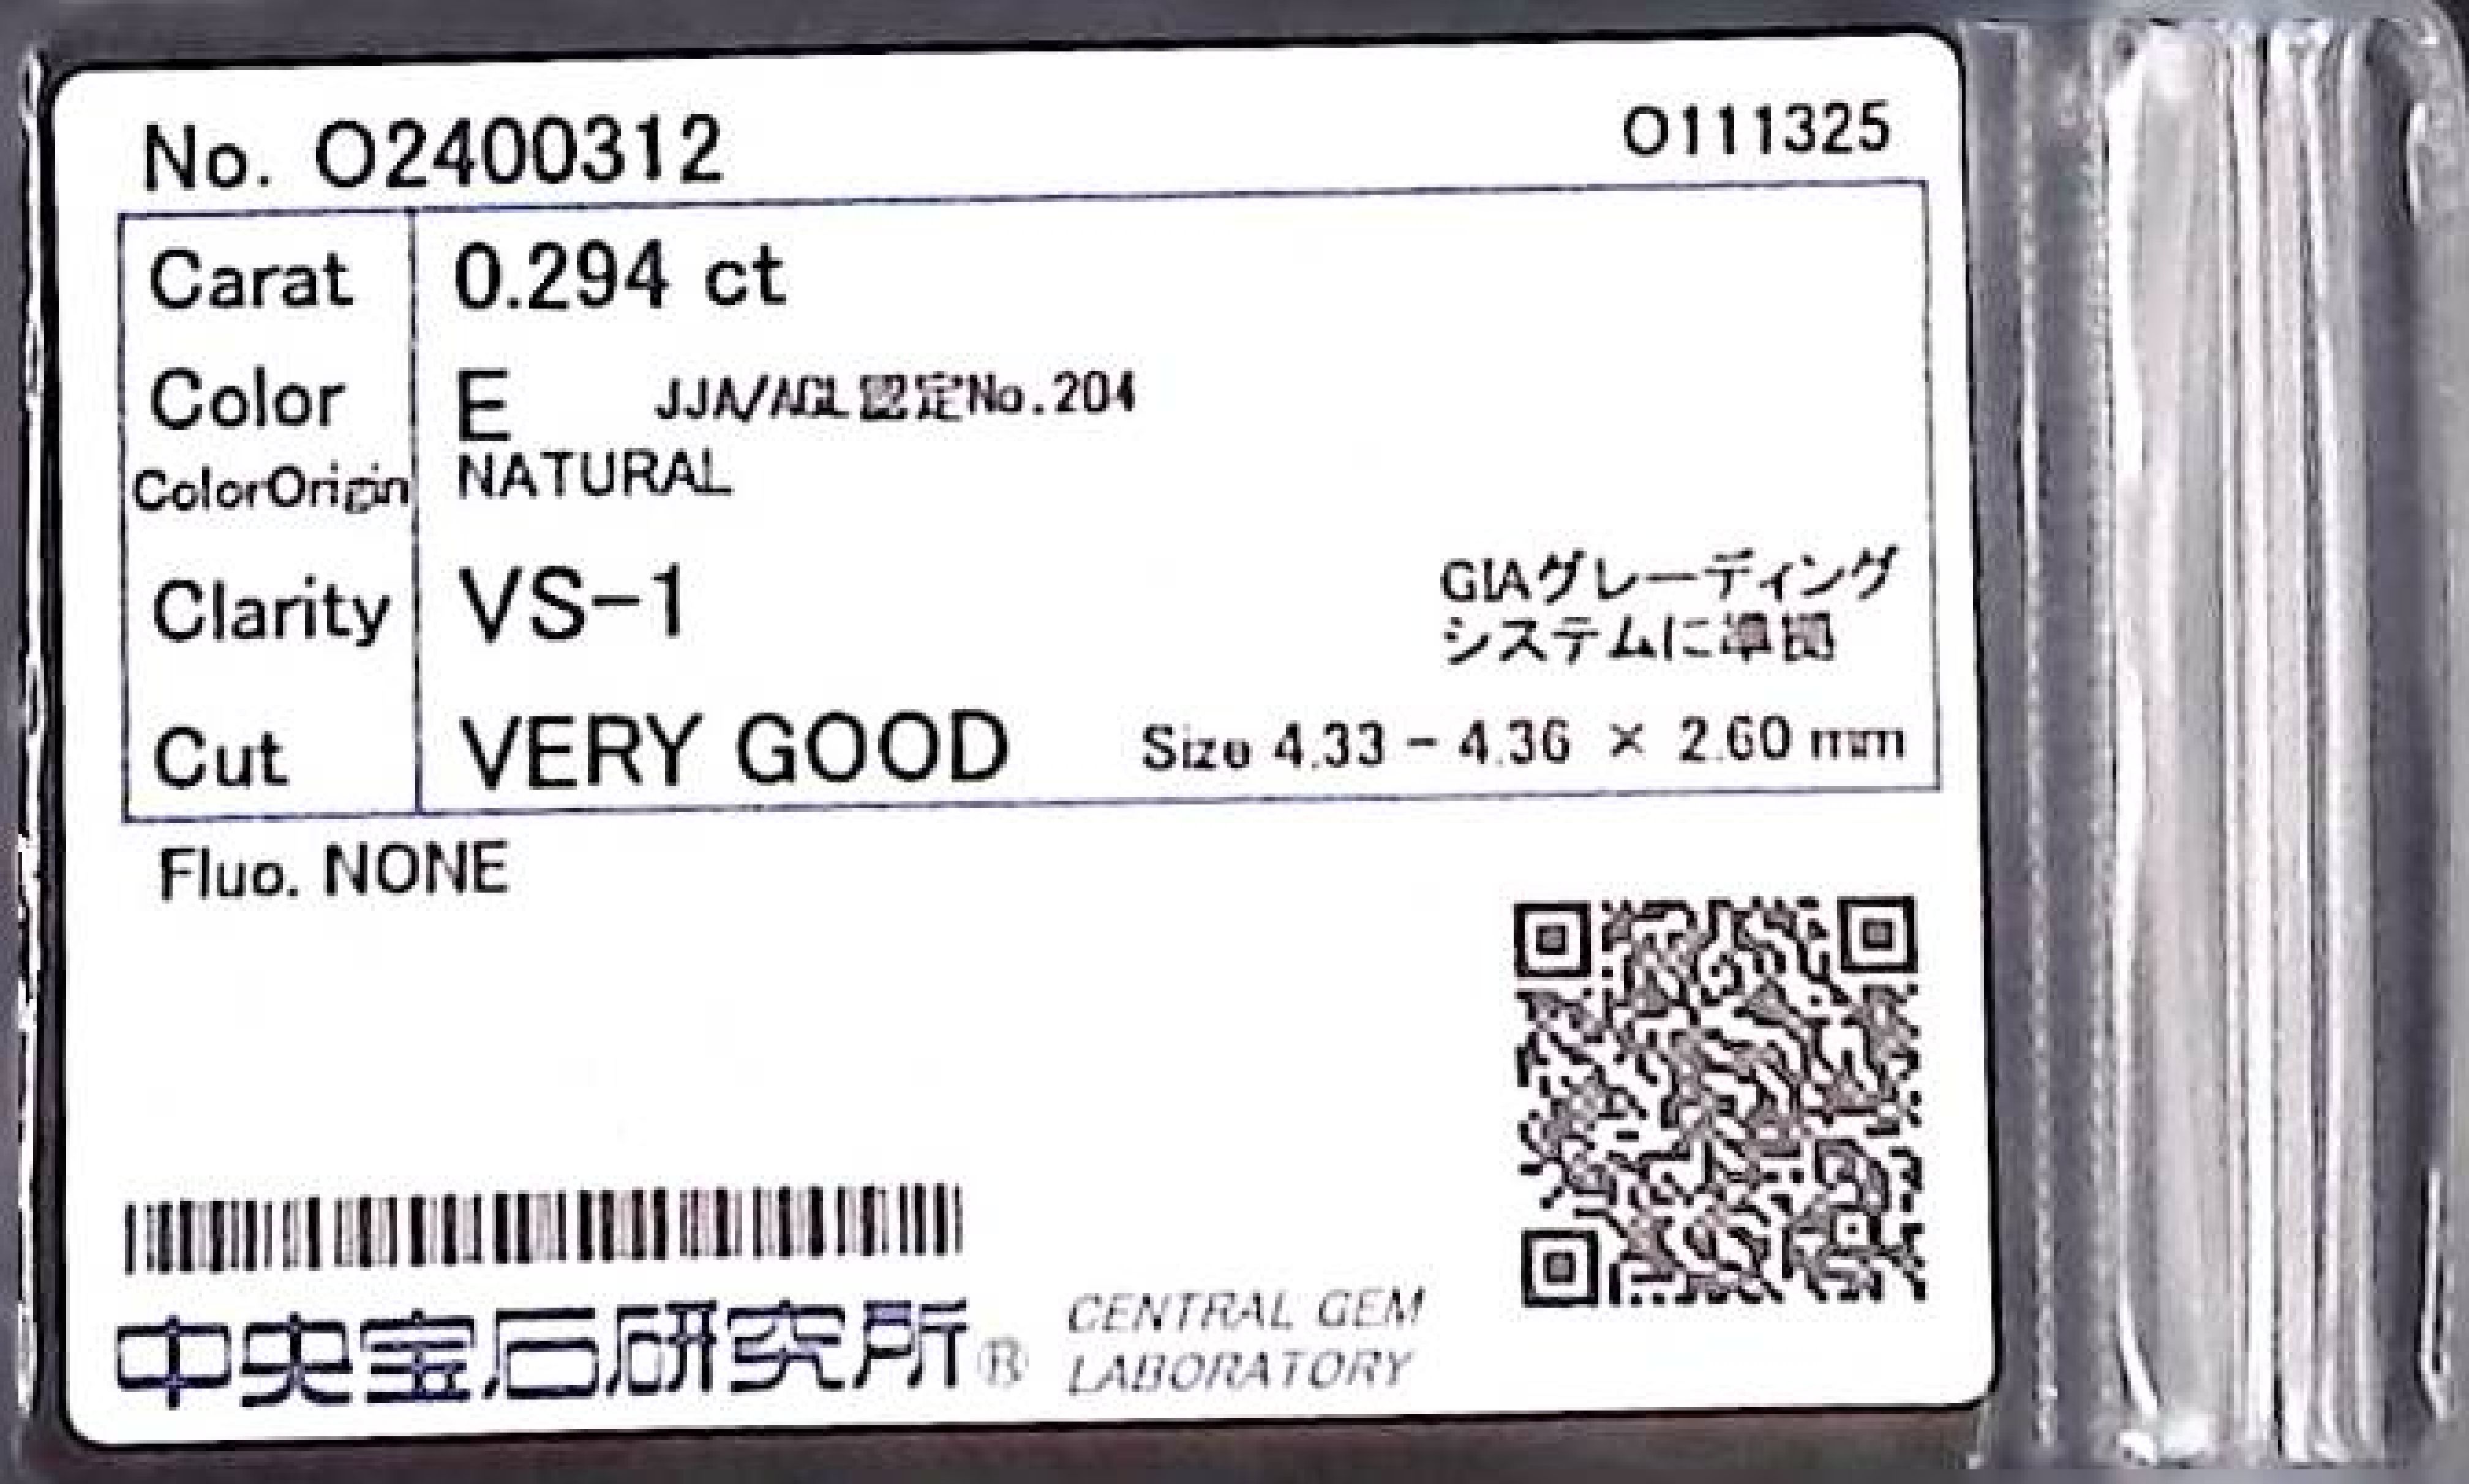 No. O2400312 O111325
Carat 0.294 ct
Color E JJA/AGL認定No.204
ColorOrigin NATURAL
Clarity VS-1 GIAグレーディング
システムに準拠
Cut VERY GOOD Size 4.33 - 4.36 × 2.60 mm
Fluo. NONE
中央宝石研究所® CENTRAL GEM
LABORATORY